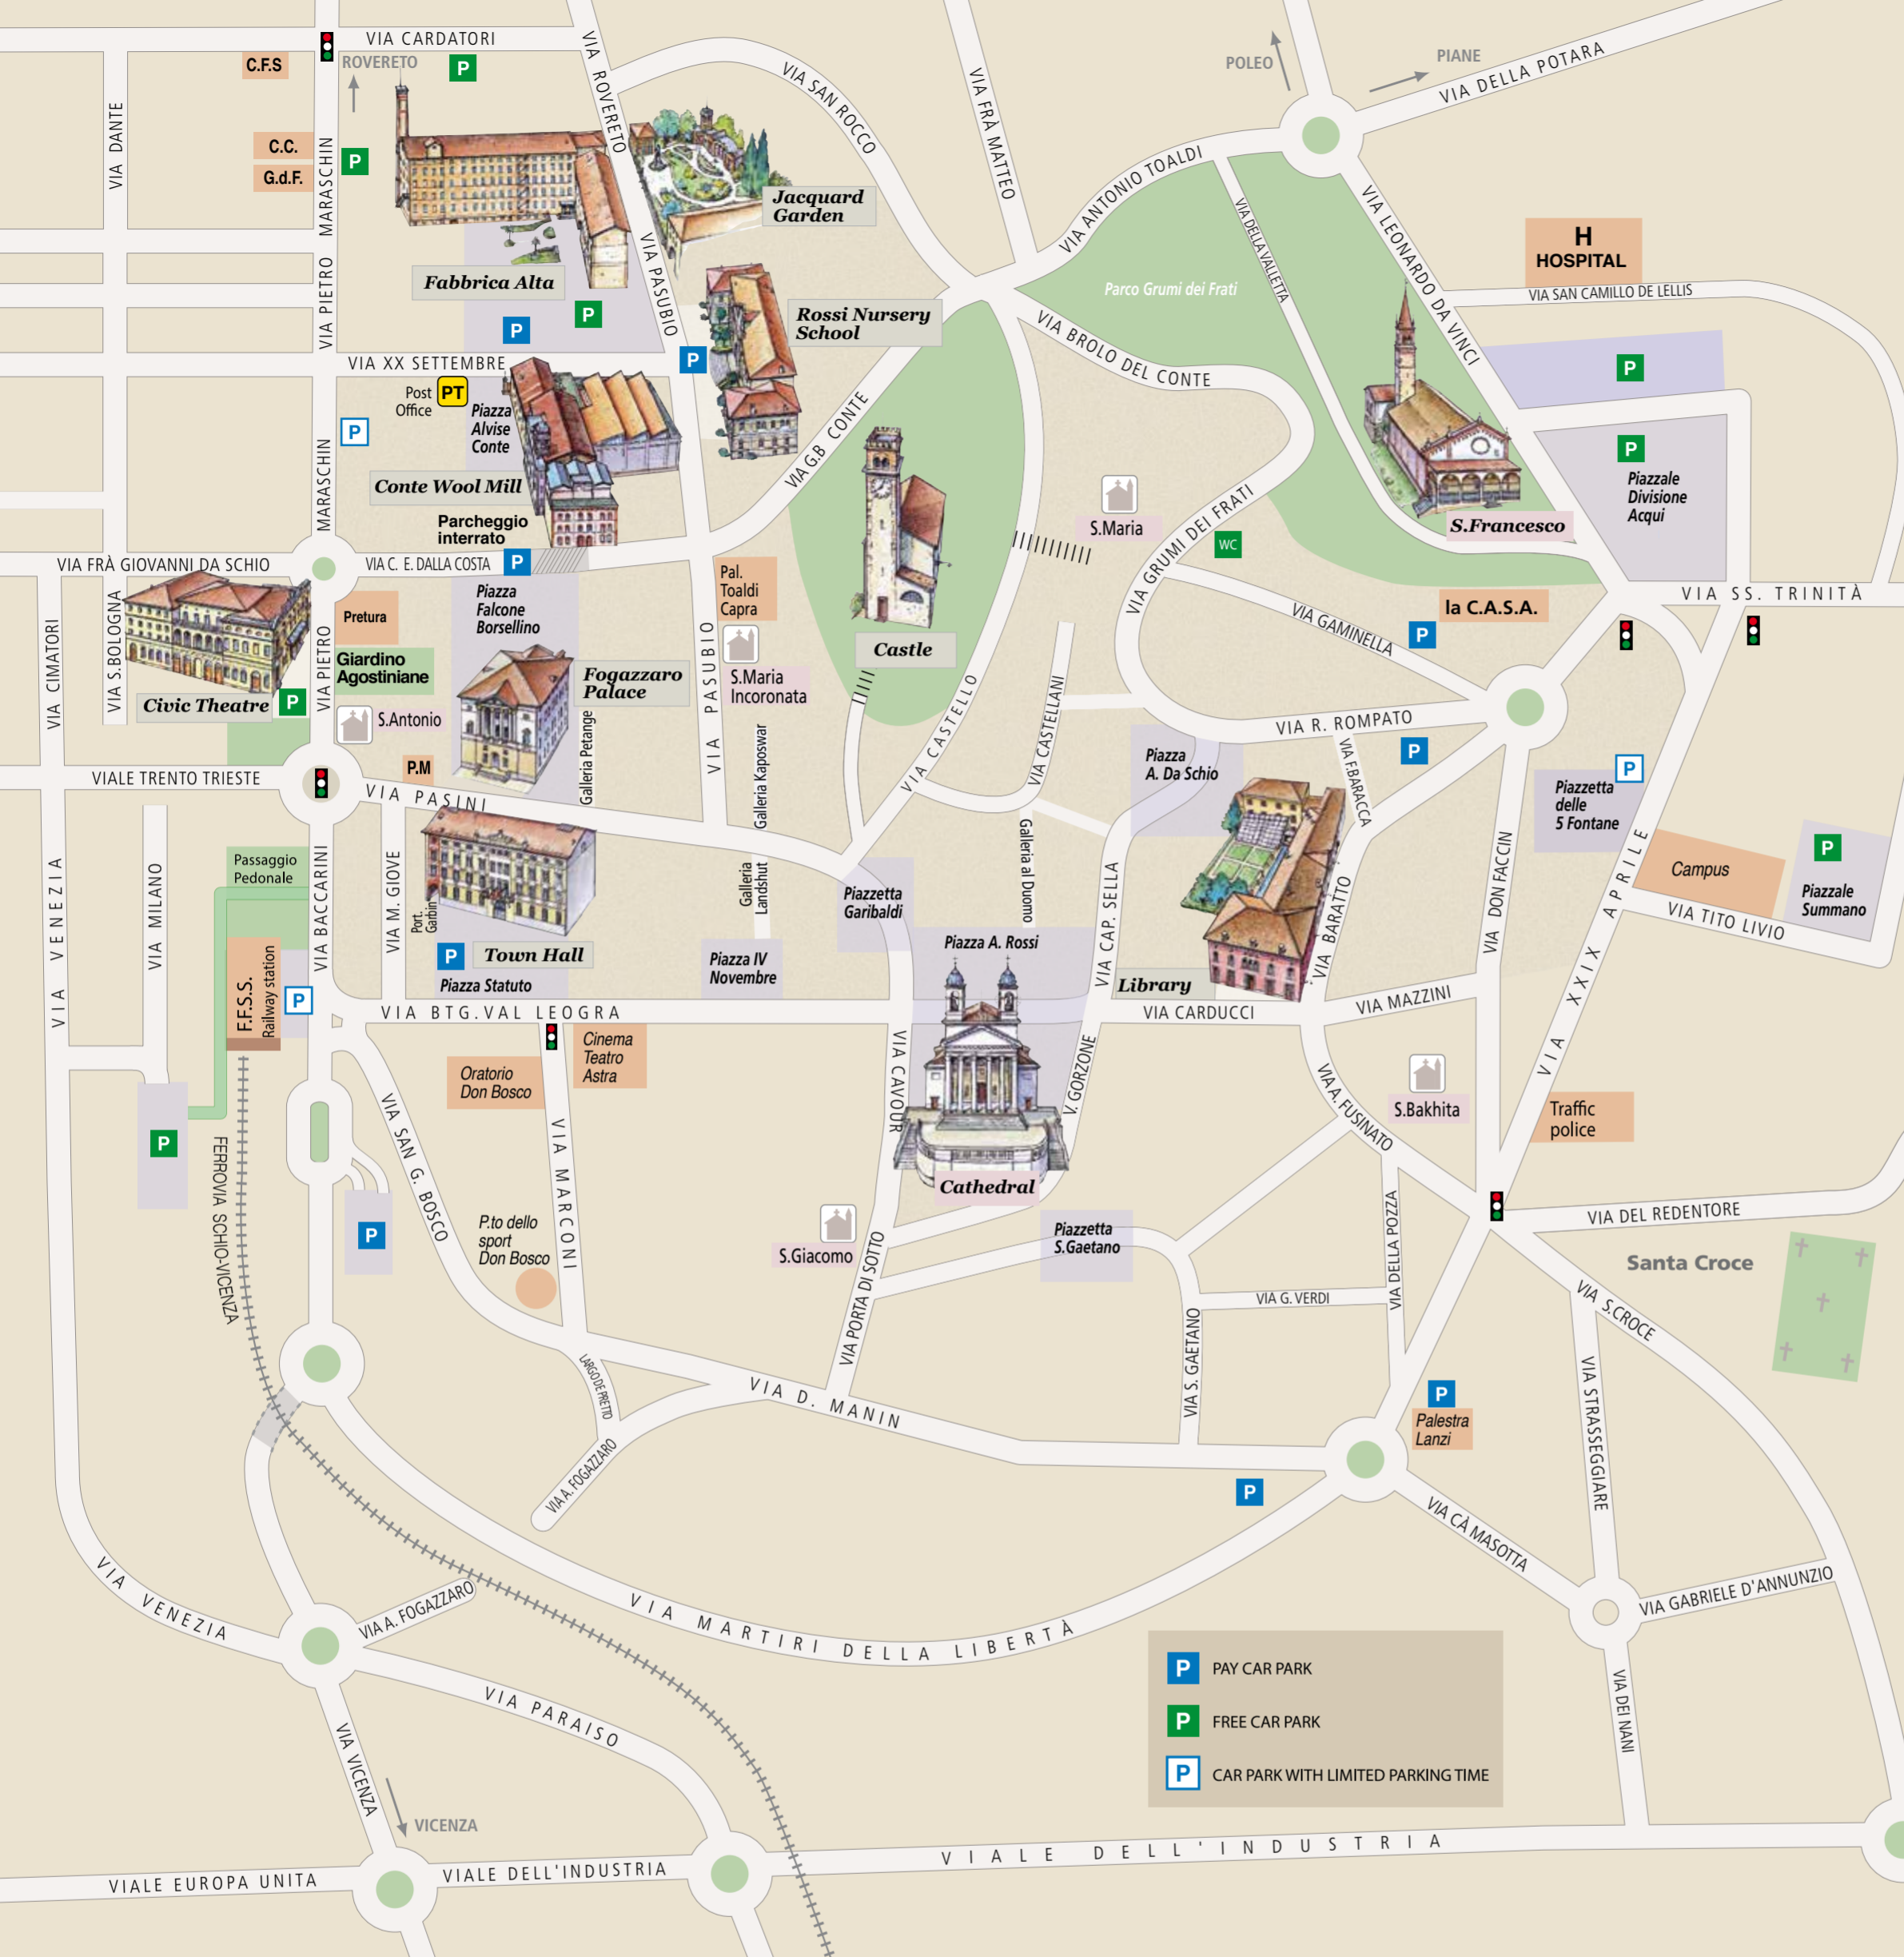 VIA CARDATORI
C.F.S
ROVERETO
P
VIA ROVERETO
VIA SAN ROCCO
VIA FRÀ MATTEO
POLEO
PIANE
VIA DELLA POTARA
VIA DANTE
C.C.
G.d.F.
P
VIA PIETRO MARASCHIN
VIA ANTONIO TOALDI
Jacquard
Garden
VIA DELLA VALLETTA
VIA LEONARDO DA VINCI
H
HOSPITAL
VIA SAN CAMILLO DE LELLIS
Fabbrica Alta
VIA PASUBIO
Parco Grumi dei Frati
P
P
Rossi Nursery
School
VIA BROLO DEL CONTE
P
VIA XX SETTEMBRE
P
Post
Office
PT
Piazza
Alvise
Conte
P
VIA G.B CONTE
P
Piazzale
Divisione
Acqui
MARASCHIN
Conte Wool Mill
Parcheggio
interrato
S.Maria
S.Francesco
VIA GRUMI DEI FRATI
WC
VIA FRÀ GIOVANNI DA SCHIO
VIA C. E. DALLA COSTA
P
Pal.
Toaldi
Capra
Piazza
Falcone
Borsellino
Pretura
VIA SS. TRINITÀ
la C.A.S.A.
VIA GAMINELLA
P
VIA CIMATORI
VIA S.BOLOGNA
VIA PIETRO
Giardino
Agostiniane
Castle
Fogazzaro
Palace
S.Maria
Incoronata
VIA PASUBIO
Civic Theatre
P
S.Antonio
VIA CASTELLO
VIA CASTELLANI
VIA R. ROMPATO
Galleria Petange
Galleria Kaposwar
Piazza
A. Da Schio
VIA F.BARACCA
P
P
VIALE TRENTO TRIESTE
P.M
VIA PASINI
Piazzetta
delle
5 Fontane
Passaggio
Pedonale
VIA VENEZIA
VIA MILANO
VIA BACCARINI
VIA M. GIOVE
Port.
Garbin
Galleria
Landshut
Piazzetta
Garibaldi
Galleria al Duomo
VIA CAP. SELLA
VIA BARATTO
VIA DON FACCIN
VIA XXIX APRILE
Campus
P
Piazzale
Summano
VIA TITO LIVIO
P
Town Hall
Piazza Statuto
Piazza IV
Novembre
Piazza A. Rossi
Library
F.F.S.S.
Railway station
P
VIA BTG.VAL LEOGRA
VIA CARDUCCI
VIA MAZZINI
Cinema
Teatro
Astra
Oratorio
Don Bosco
VIA CAVOUR
V. GORZONE
VIA A. FUSINATO
S.Bakhita
Traffic
police
P
FERROVIA SCHIO-VICENZA
VIA SAN G. BOSCO
VIA MARCONI
Cathedral
P
P.to dello
sport
Don Bosco
S.Giacomo
VIA PORTA DI SOTTO
Piazzetta
S.Gaetano
VIA DELLA POZZA
VIA DEL REDENTORE
Santa Croce
VIA S.CROCE
VIA G. VERDI
VIA S. GAETANO
LARGO DE PRETTO
VIA D. MANIN
VIA A. FOGAZZARO
P
Palestra
Lanzi
VIA STRASSEGGIARE
P
VIA CÀ MASOTTA
VIA VENEZIA
VIA A. FOGAZZARO
VIA MARTIRI DELLA LIBERTÀ
VIA GABRIELE D'ANNUNZIO
VIA PARAISO
VIA VICENZA
VICENZA
P PAY CAR PARK
P FREE CAR PARK
P CAR PARK WITH LIMITED PARKING TIME
VIA DEI NANI
VIALE EUROPA UNITA
VIALE DELL'INDUSTRIA
VIALE DELL'INDUSTRIA